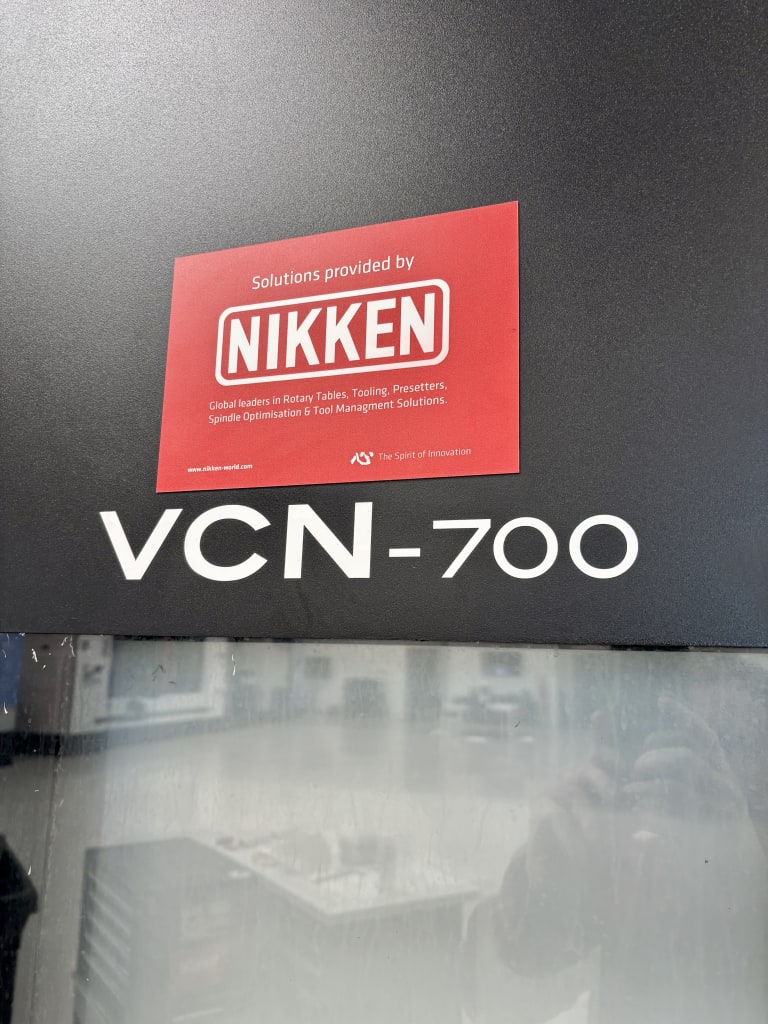 Solutions provided by
NIKKEN
Global leaders in Rotary Tables, Tooling, Presetters,
Spindle Optimisation & Tool Managment Solutions.
www.nikken-world.com
The Spirit of Innovation
VCN-700